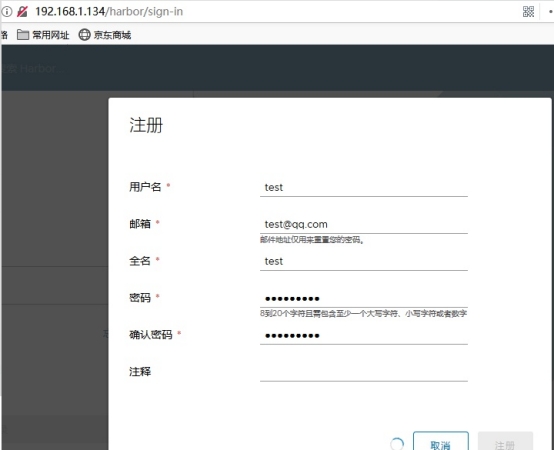 192.168.1.134/harbor/sign-in
常用网址 京东商城
Harbor
注册
用户名 * test
邮箱 * test@qq.com
邮件地址仅用来重置您的密码。
全名 * test
密码 * ●●●●●●●●●
8到20个字符且需包含至少一个大写字符、小写字符或者数字
确认密码 * ●●●●●●●●●
注释
取消 注册